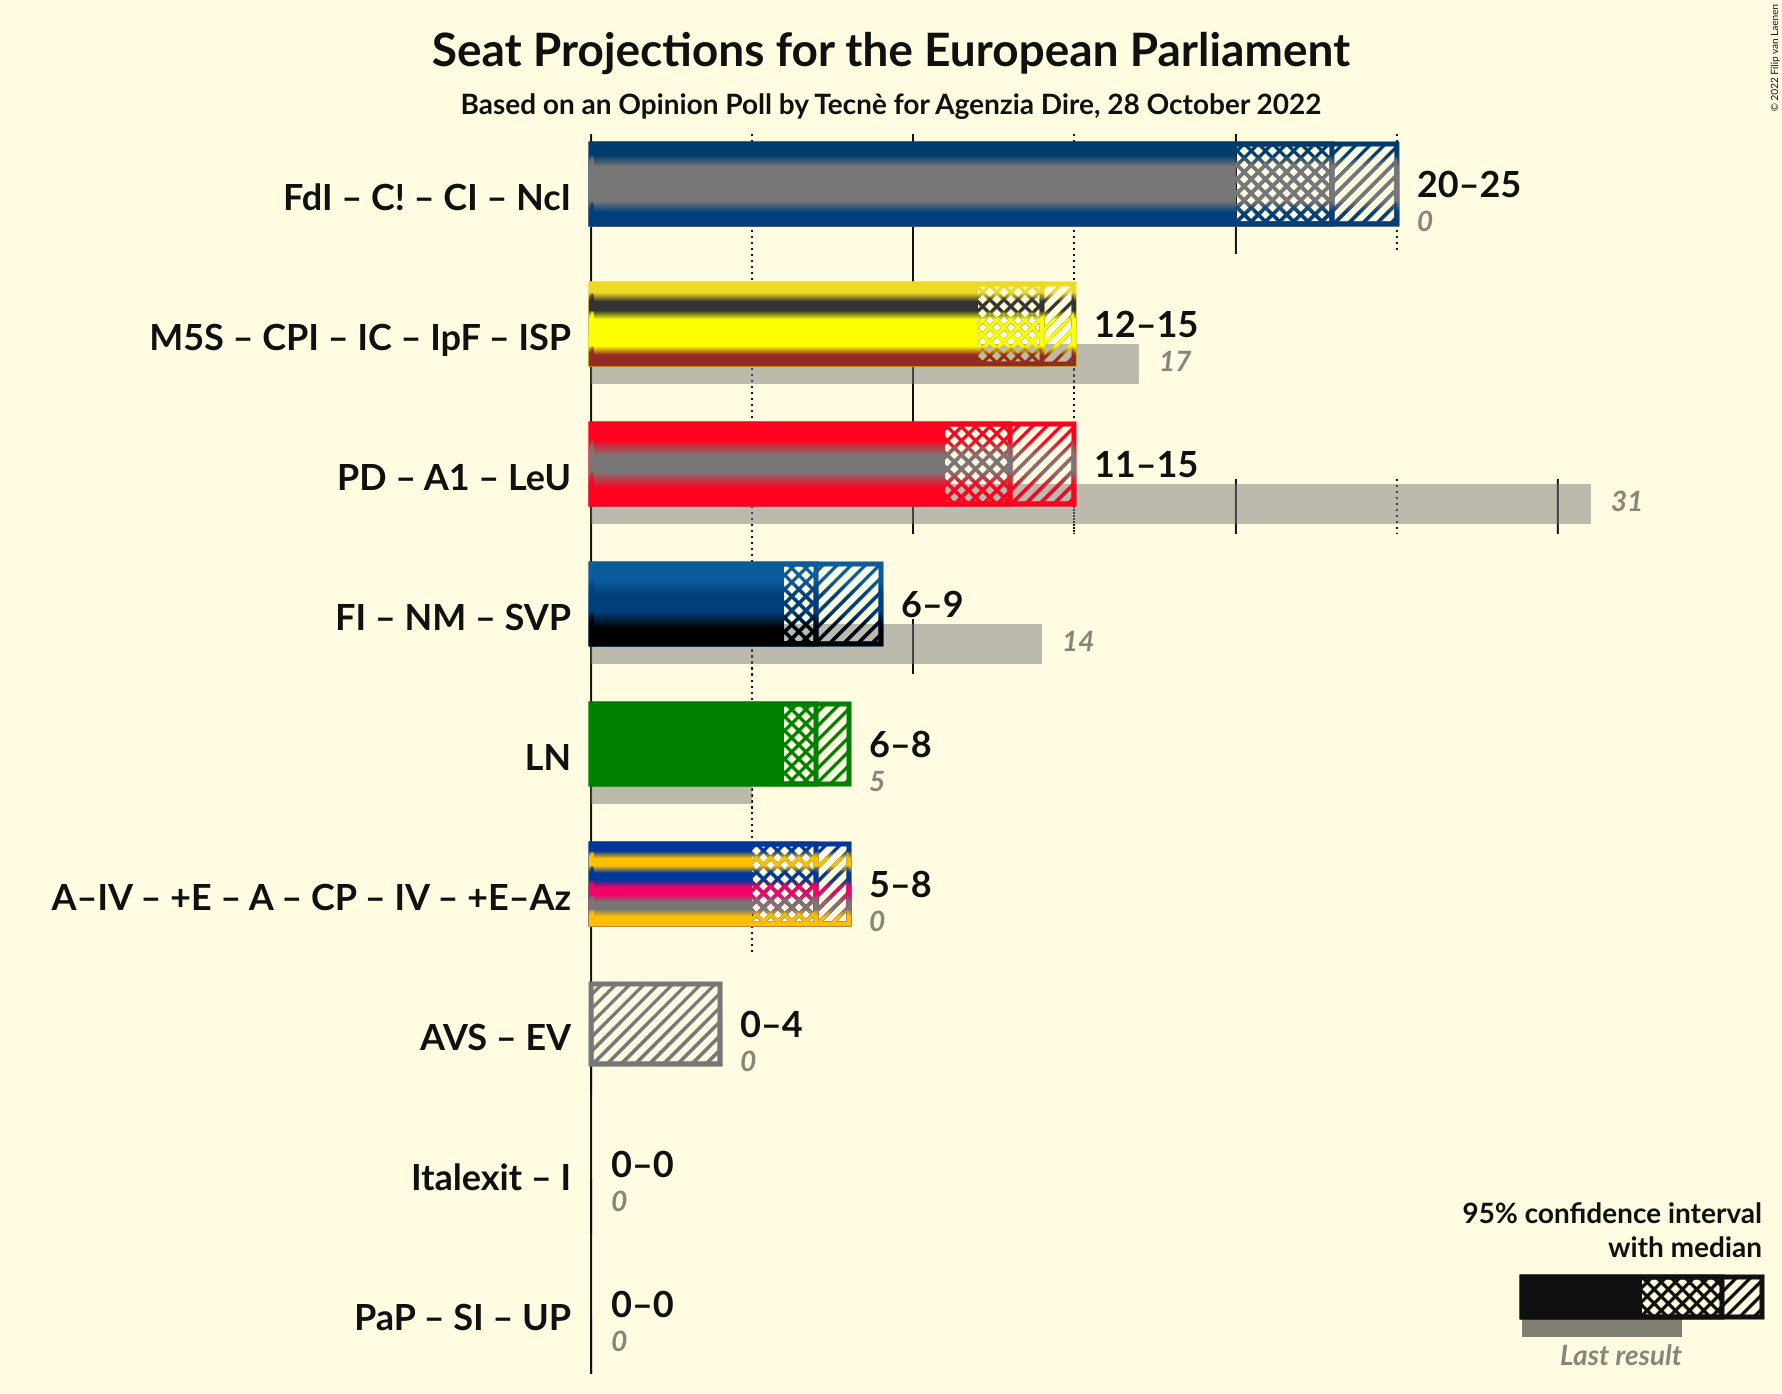 Seat Projections for the European Parliament
Based on an Opinion Poll by Tecnè for Agenzia Dire, 28 October 2022
© 2022 Filip van Laenen
FdI – C! – CI – NcI
20–25
0
M5S – CPI – IC – IpF – ISP
12–15
17
PD – A1 – LeU
11–15
31
FI – NM – SVP
6–9
14
LN
6–8
5
A–IV – +E – A – CP – IV – +E–Az
5–8
0
AVS – EV
0–4
0
Italexit – I
0–0
0
PaP – SI – UP
0–0
0
95% confidence interval
with median
Last result